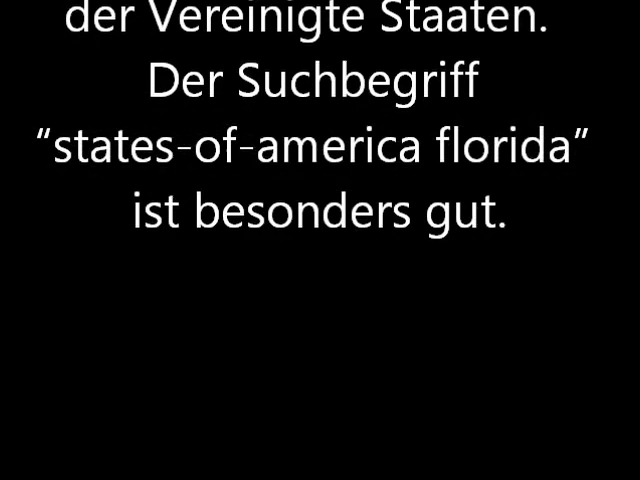 der Vereinigte Staaten.
Der Suchbegriff
“states-of-america florida”
ist besonders gut.